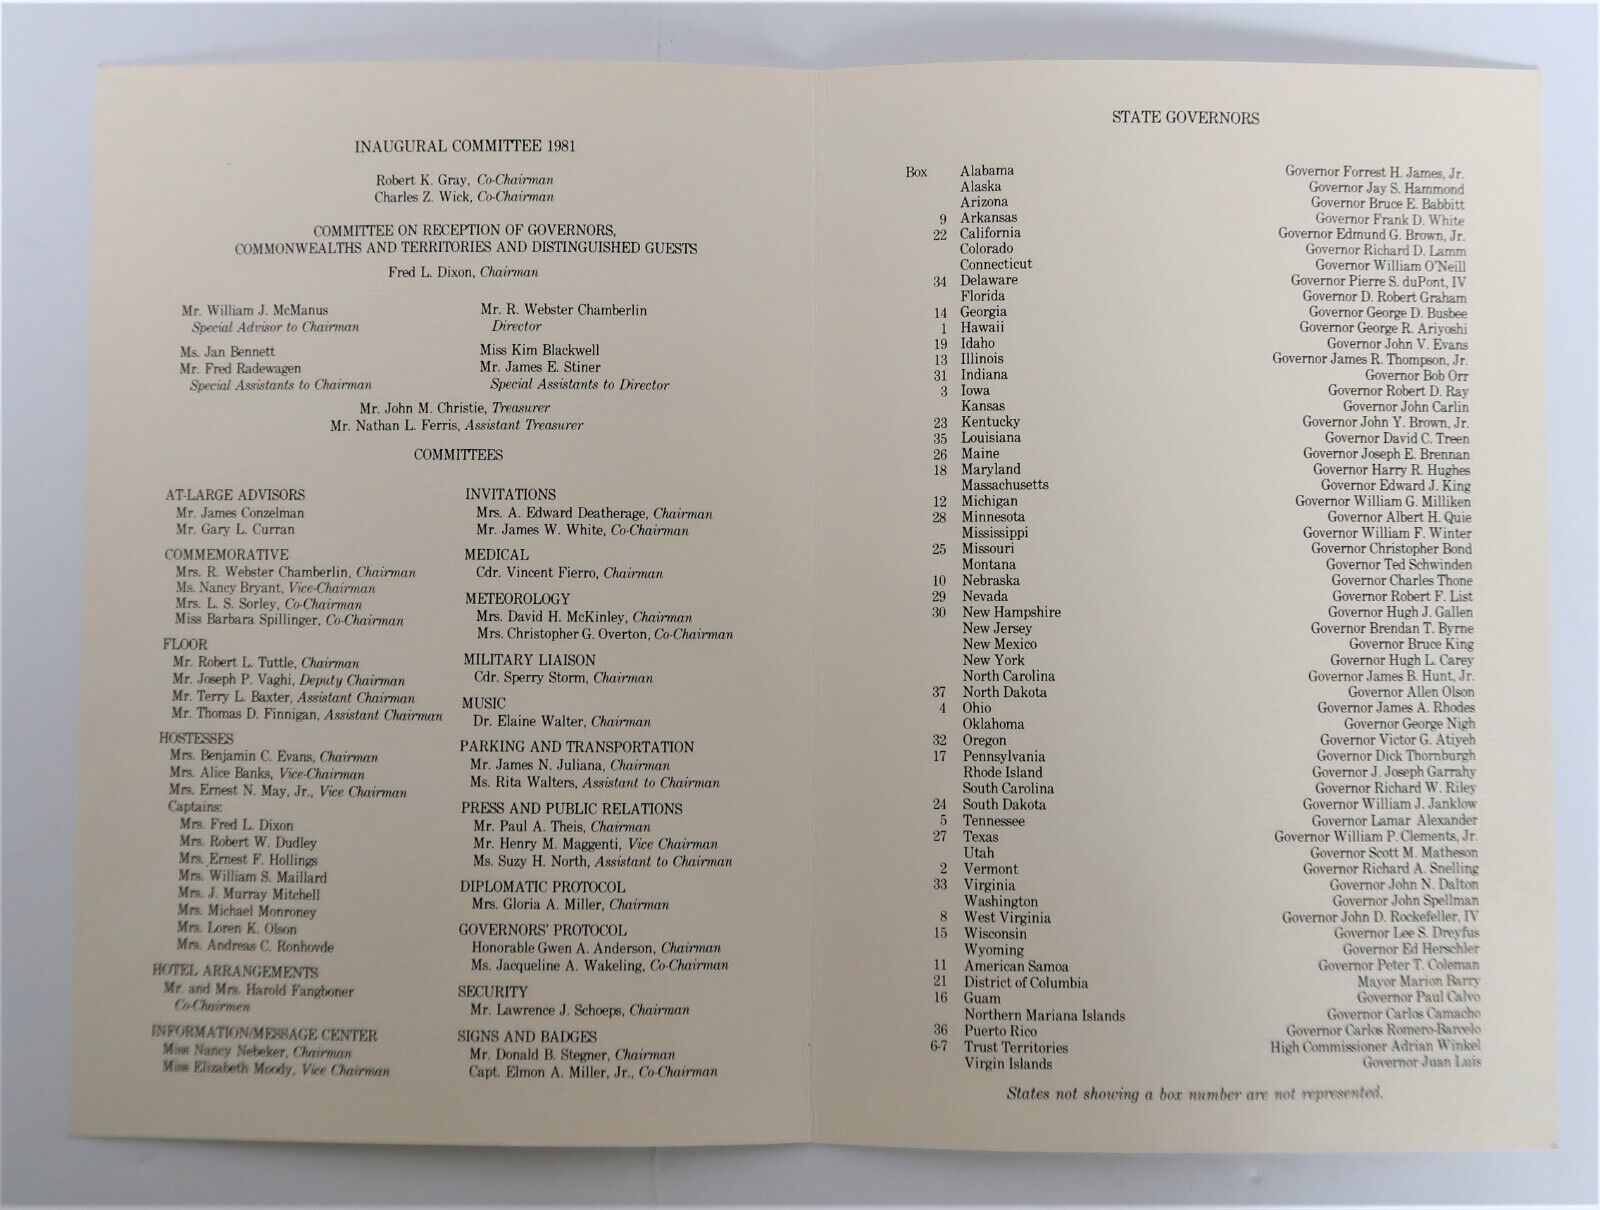 INAUGURAL COMMITTEE 1981
Robert K. Gray, Co-Chairman
Charles Z. Wick, Co-Chairman
COMMITTEE ON RECEPTION OF GOVERNORS,
COMMONWEALTHS AND TERRITORIES AND DISTINGUISHED GUESTS
Fred L. Dixon, Chairman
Mr. William J. McManus
Special Advisor to Chairman
Mr. R. Webster Chamberlin
Director
Ms. Jan Bennett
Mr. Fred Radewagen
Special Assistants to Chairman
Miss Kim Blackwell
Mr. James E. Stiner
Special Assistants to Director
Mr. John M. Christie, Treasurer
Mr. Nathan L. Ferris, Assistant Treasurer
COMMITTEES
AT-LARGE ADVISORS
Mr. James Conzelman
Mr. Gary L. Curran
COMMEMORATIVE
Mrs. R. Webster Chamberlin, Chairman
Ms. Nancy Bryant, Vice-Chairman
Mrs. L. S. Sorley, Co-Chairman
Miss Barbara Spillinger, Co-Chairman
FLOOR
Mr. Robert L. Tuttle, Chairman
Mr. Joseph P. Vaghi, Deputy Chairman
Mr. Terry L. Baxter, Assistant Chairman
Mr. Thomas D. Finnigan, Assistant Chairman
HOSTESSES
Mrs. Benjamin C. Evans, Chairman
Mrs. Alice Banks, Vice-Chairman
Mrs. Ernest N. May, Jr., Vice Chairman
Captains:
Mrs. Fred L. Dixon
Mrs. Robert W. Dudley
Mrs. Ernest F. Hollings
Mrs. William S. Maillard
Mrs. J. Murray Mitchell
Mrs. Michael Monroney
Mrs. Loren K. Olson
Mrs. Andreas C. Ronhovde
HOTEL ARRANGEMENTS
Mr. and Mrs. Harold Fangboner
Co-Chairmen
INFORMATION/MESSAGE CENTER
Miss Nancy Nebeker, Chairman
Miss Elizabeth Moody, Vice Chairman
INVITATIONS
Mrs. A. Edward Deatherage, Chairman
Mr. James W. White, Co-Chairman
MEDICAL
Cdr. Vincent Fierro, Chairman
METEOROLOGY
Mrs. David H. McKinley, Chairman
Mrs. Christopher G. Overton, Co-Chairman
MILITARY LIAISON
Cdr. Sperry Storm, Chairman
MUSIC
Dr. Elaine Walter, Chairman
PARKING AND TRANSPORTATION
Mr. James N. Juliana, Chairman
Ms. Rita Walters, Assistant to Chairman
PRESS AND PUBLIC RELATIONS
Mr. Paul A. Theis, Chairman
Mr. Henry M. Maggenti, Vice Chairman
Ms. Suzy H. North, Assistant to Chairman
DIPLOMATIC PROTOCOL
Mrs. Gloria A. Miller, Chairman
GOVERNORS' PROTOCOL
Honorable Gwen A. Anderson, Chairman
Ms. Jacqueline A. Wakeling, Co-Chairman
SECURITY
Mr. Lawrence J. Schoeps, Chairman
SIGNS AND BADGES
Mr. Donald B. Stegner, Chairman
Capt. Elmon A. Miller, Jr., Co-Chairman
STATE GOVERNORS
Box Alabama Governor Forrest H. James, Jr.
Alaska Governor Jay S. Hammond
Arizona Governor Bruce E. Babbitt
9 Arkansas Governor Frank D. White
22 California Governor Edmund G. Brown, Jr.
Colorado Governor Richard D. Lamm
Connecticut Governor William O'Neill
34 Delaware Governor Pierre S. duPont, IV
Florida Governor D. Robert Graham
14 Georgia Governor George D. Busbee
1 Hawaii Governor George R. Ariyoshi
19 Idaho Governor John V. Evans
13 Illinois Governor James R. Thompson, Jr.
31 Indiana Governor Bob Orr
3 Iowa Governor Robert D. Ray
Kansas Governor John Carlin
23 Kentucky Governor John Y. Brown, Jr.
35 Louisiana Governor David C. Treen
26 Maine Governor Joseph E. Brennan
18 Maryland Governor Harry R. Hughes
Massachusetts Governor Edward J. King
12 Michigan Governor William G. Milliken
28 Minnesota Governor Albert H. Quie
Mississippi Governor William F. Winter
25 Missouri Governor Christopher Bond
Montana Governor Ted Schwinden
10 Nebraska Governor Charles Thone
29 Nevada Governor Robert F. List
30 New Hampshire Governor Hugh J. Gallen
New Jersey Governor Brendan T. Byrne
New Mexico Governor Bruce King
New York Governor Hugh L. Carey
North Carolina Governor James B. Hunt, Jr.
37 North Dakota Governor Allen Olson
4 Ohio Governor James A. Rhodes
Oklahoma Governor George Nigh
32 Oregon Governor Victor G. Atiyeh
17 Pennsylvania Governor Dick Thornburgh
Rhode Island Governor J. Joseph Garrahy
South Carolina Governor Richard W. Riley
24 South Dakota Governor William J. Janklow
5 Tennessee Governor Lamar Alexander
27 Texas Governor William P. Clements, Jr.
Utah Governor Scott M. Matheson
2 Vermont Governor Richard A. Snelling
33 Virginia Governor John N. Dalton
Washington Governor John Spellman
8 West Virginia Governor John D. Rockefeller, IV
15 Wisconsin Governor Lee S. Dreyfus
Wyoming Governor Ed Herschler
11 American Samoa Governor Peter T. Coleman
21 District of Columbia Mayor Marion Barry
16 Guam Governor Paul Calvo
Northern Mariana Islands Governor Carlos Camacho
36 Puerto Rico Governor Carlos Romero-Barcelo
6-7 Trust Territories High Commissioner Adrian Winkel
Virgin Islands Governor Juan Luis
States not showing a box number are not represented.